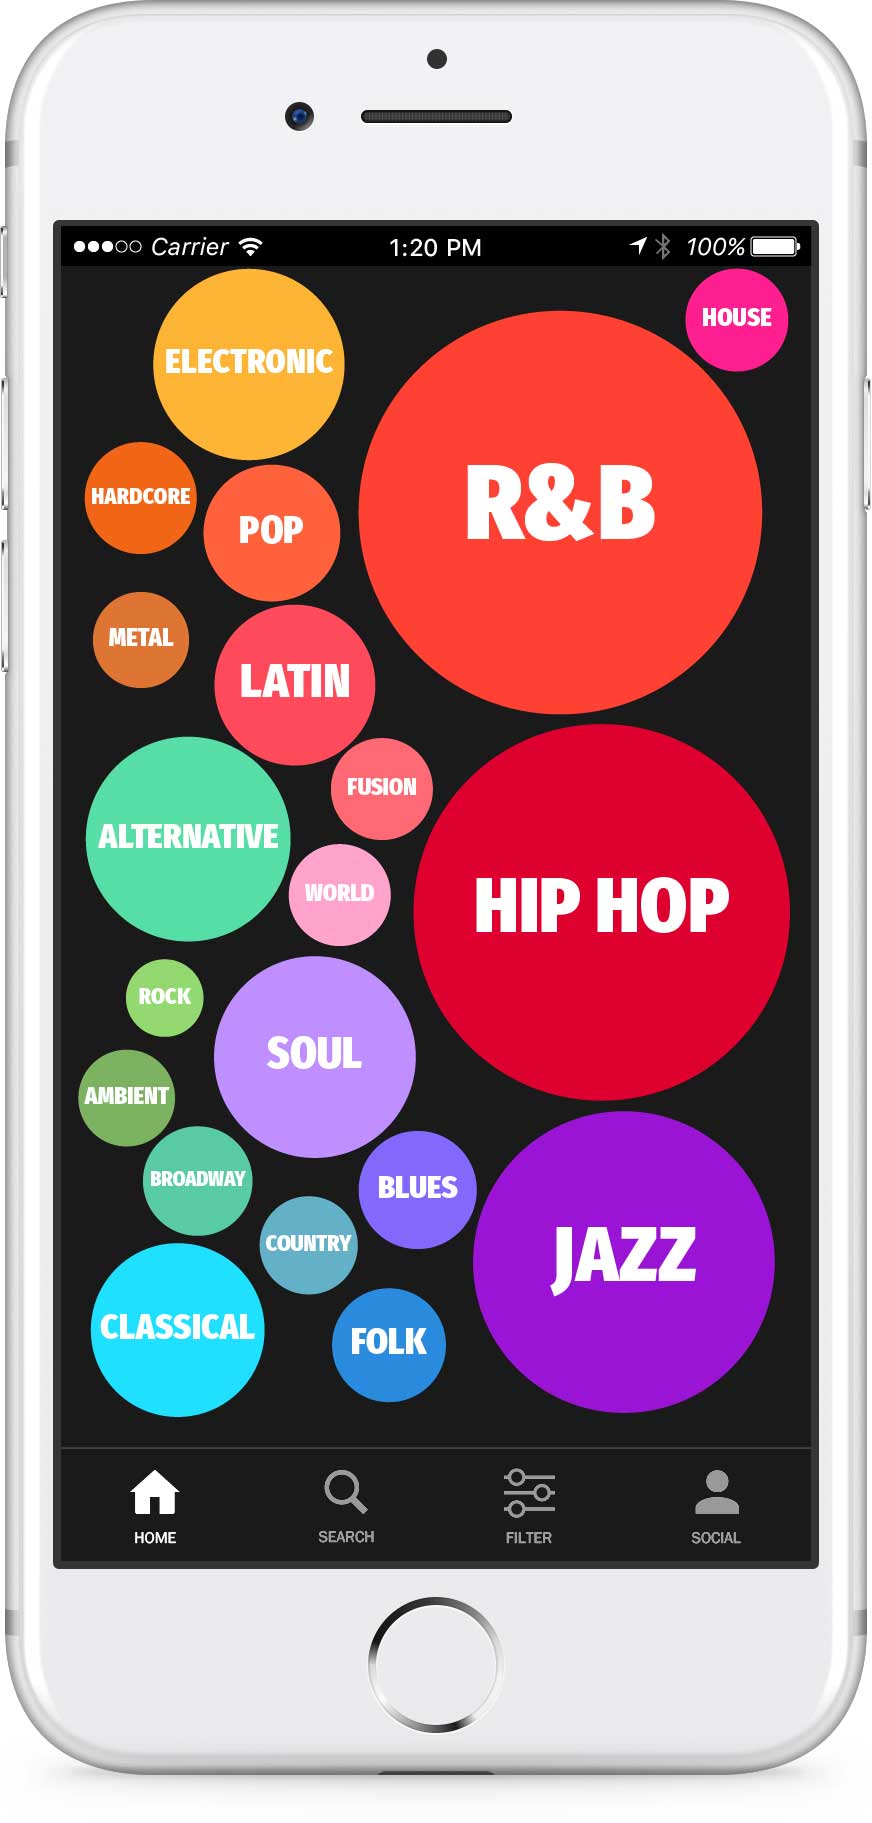 Carrier
1:20 PM
100%
HOUSE
ELECTRONIC
R&B
HARDCORE
POP
METAL
LATIN
FUSION
ALTERNATIVE
WORLD
HIP HOP
ROCK
SOUL
AMBIENT
BROADWAY
BLUES
COUNTRY
JAZZ
CLASSICAL
FOLK
HOME
SEARCH
FILTER
SOCIAL